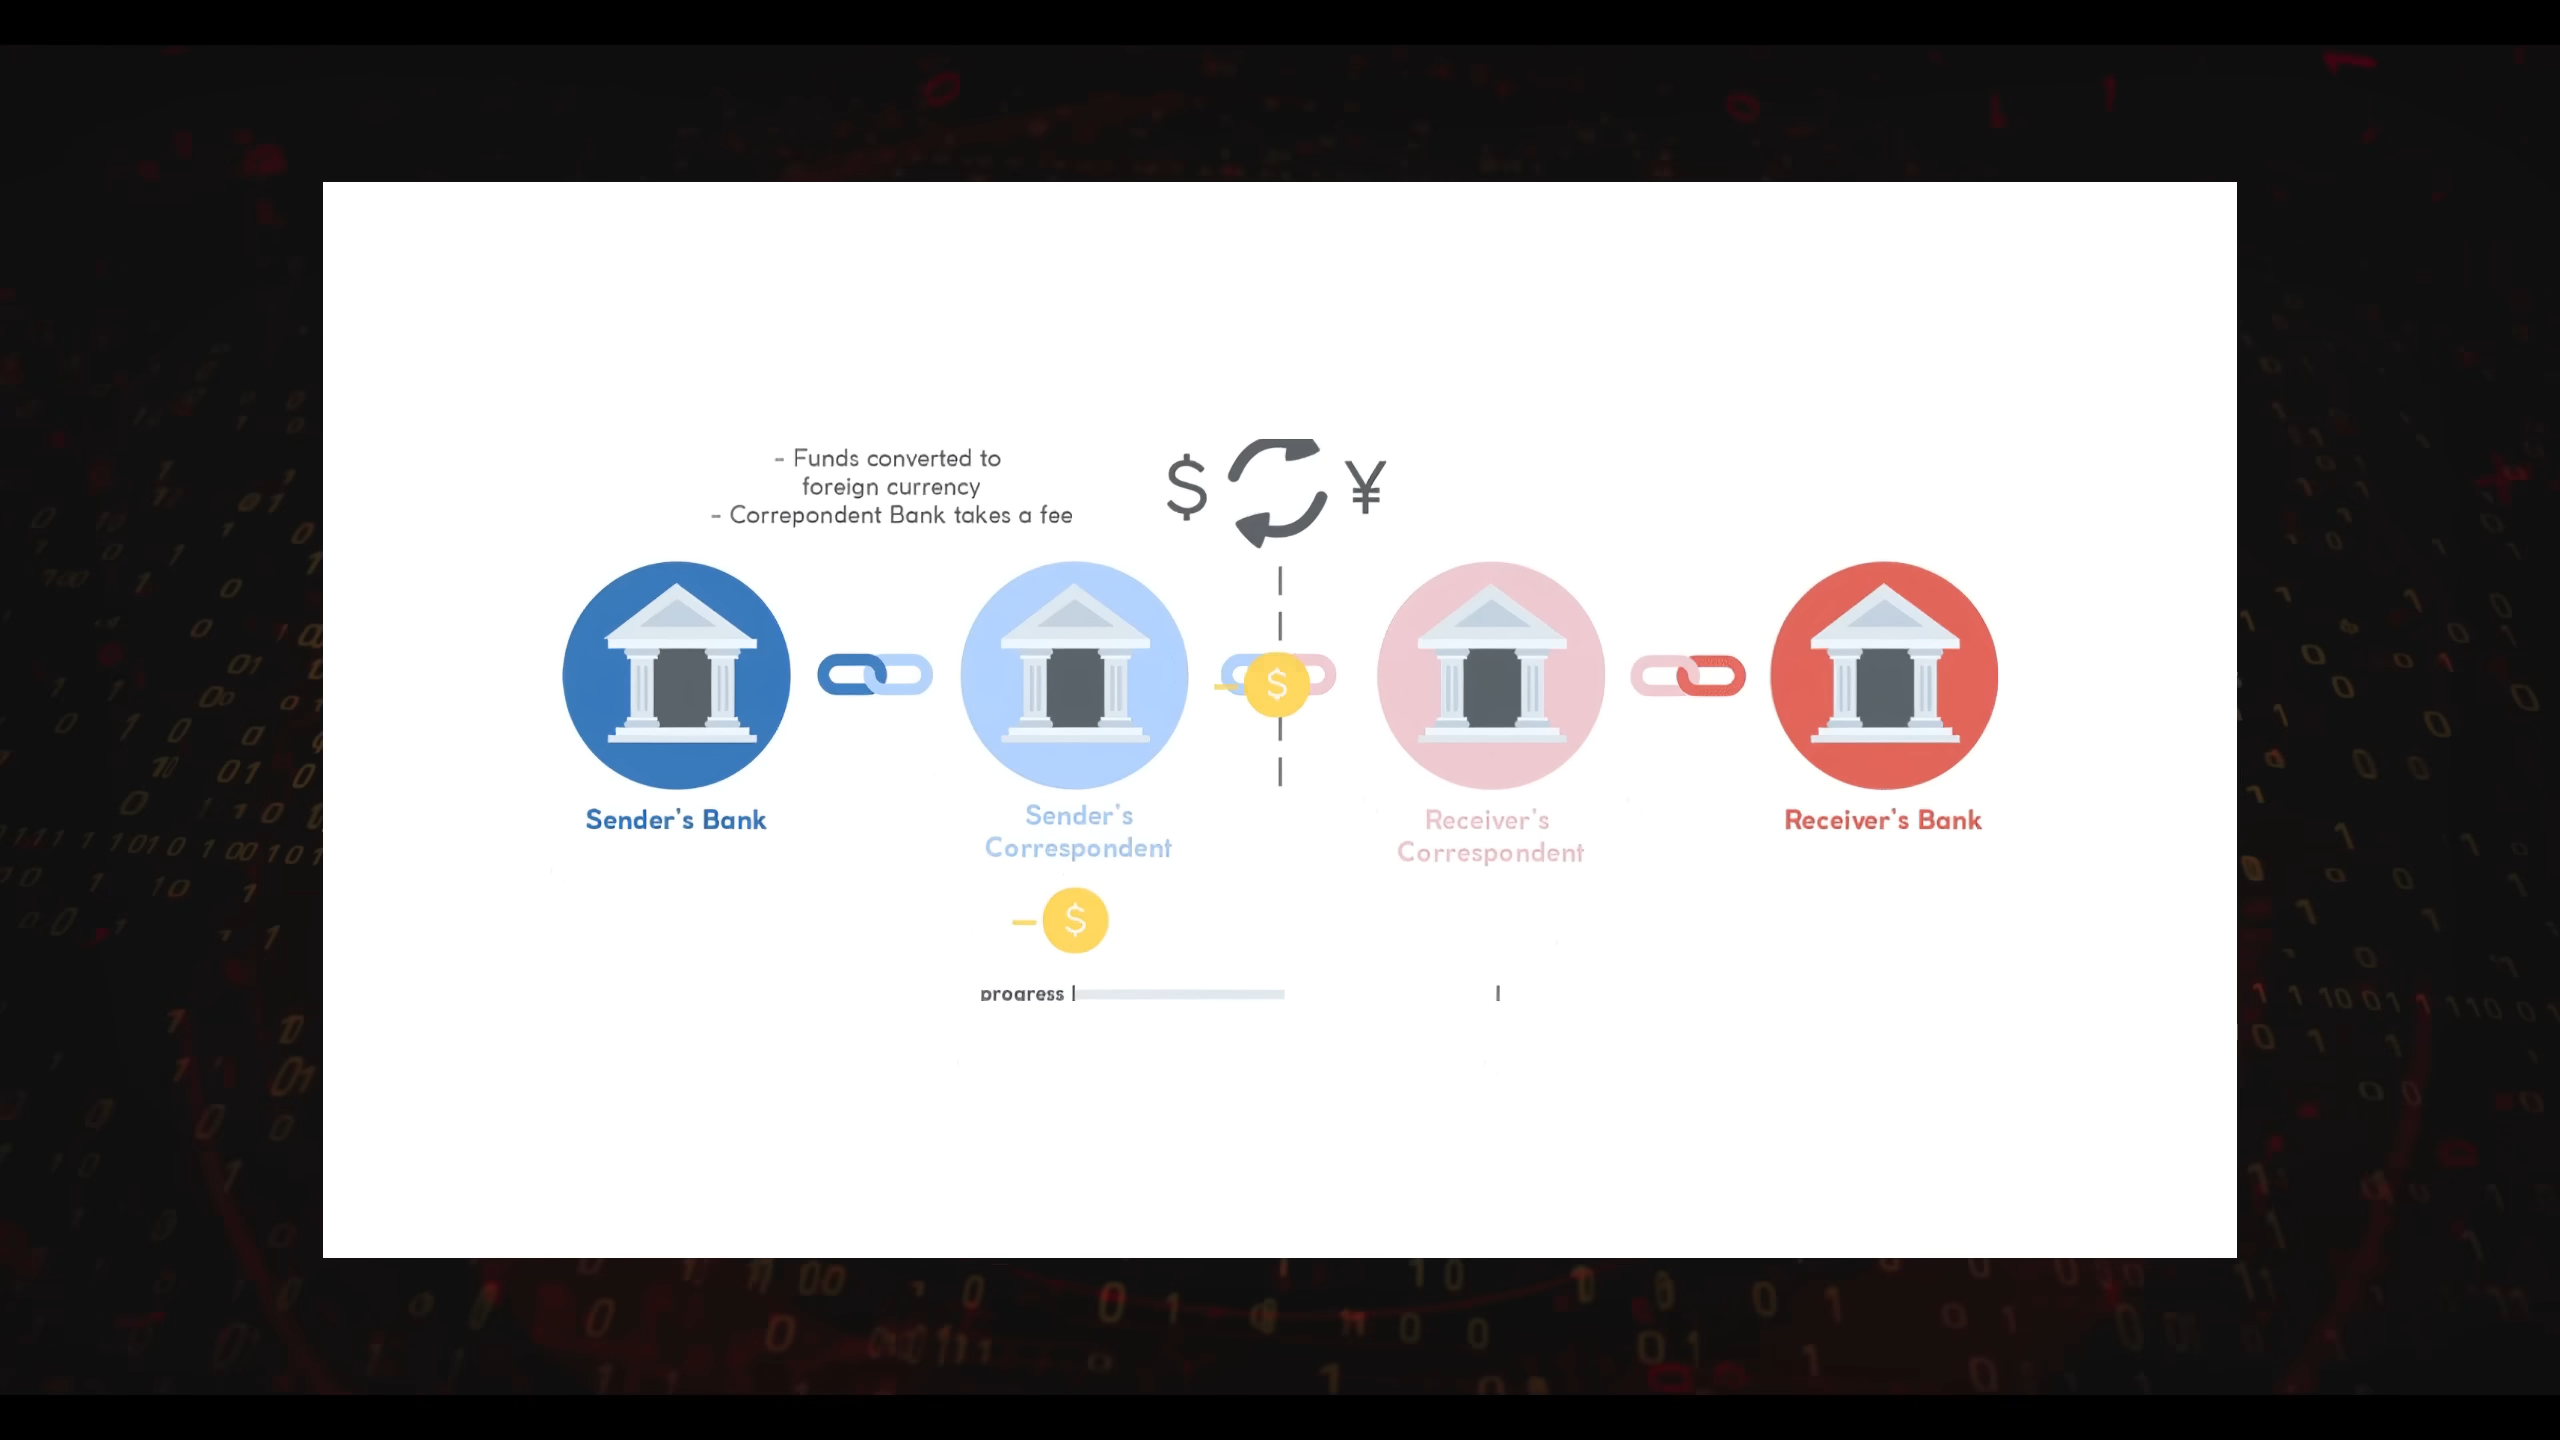 - Funds converted to
foreign currency
- Correpondent Bank takes a fee
$ ¥
$
Sender's Bank
Sender's
Correspondent
Receiver's
Correspondent
Receiver's Bank
$
progress